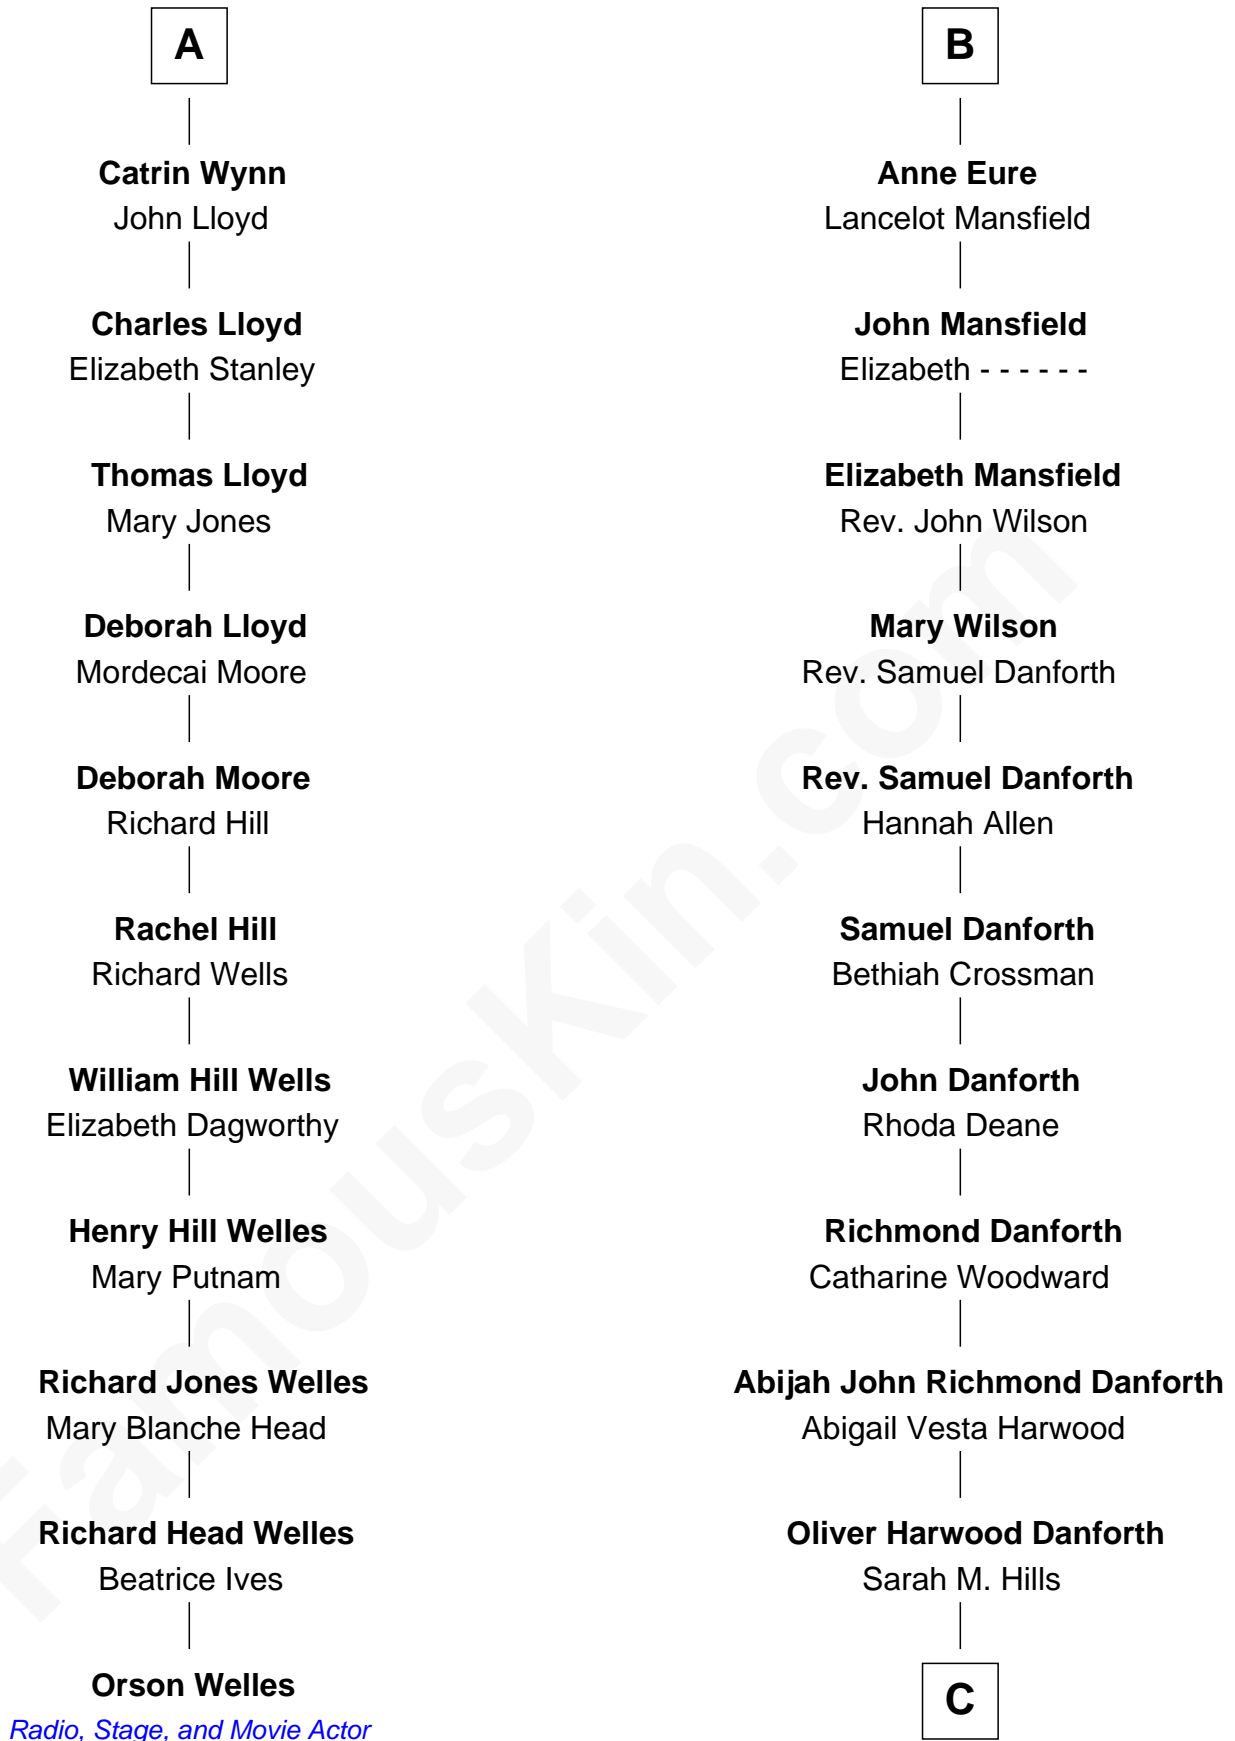 A
Catrin Wynn
John Lloyd
Charles Lloyd
Elizabeth Stanley
Thomas Lloyd
Mary Jones
Deborah Lloyd
Mordecai Moore
Deborah Moore
Richard Hill
Rachel Hill
Richard Wells
William Hill Wells
Elizabeth Dagworthy
Henry Hill Welles
Mary Putnam
Richard Jones Welles
Mary Blanche Head
Richard Head Welles
Beatrice Ives
Orson Welles
Radio, Stage, and Movie Actor
B
Anne Eure
Lancelot Mansfield
John Mansfield
Elizabeth - - - - - -
Elizabeth Mansfield
Rev. John Wilson
Mary Wilson
Rev. Samuel Danforth
Rev. Samuel Danforth
Hannah Allen
Samuel Danforth
Bethiah Crossman
John Danforth
Rhoda Deane
Richmond Danforth
Catharine Woodward
Abijah John Richmond Danforth
Abigail Vesta Harwood
Oliver Harwood Danforth
Sarah M. Hills
C
FamousKin.com